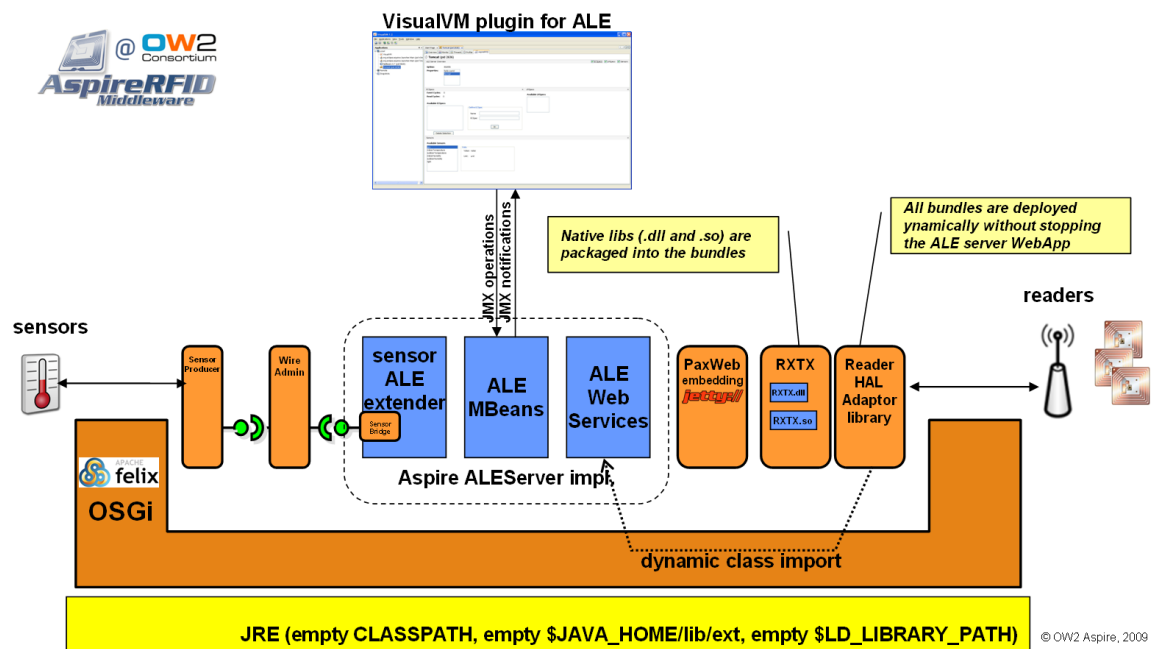 VisualVM plugin for ALE
@ OW2
Consortium
AspireRFID
Middleware
JMX operations
JMX notifications
Native libs (.dll and .so) are
packaged into the bundles
All bundles are deployed
ynamically without stopping
the ALE server WebApp
sensors
readers
Sensor
Producer
Wire
Admin
sensor
ALE
extender
Sensor
Bridge
ALE
MBeans
ALE
Web
Services
Aspire ALEServer impl.
PaxWeb
embedding
jetty://
RXTX
RXTX.dll
RXTX.so
Reader
HAL
Adaptor
library
APACHE
felix
OSGi
dynamic class import
JRE (empty CLASSPATH, empty $JAVA_HOME/lib/ext, empty $LD_LIBRARY_PATH)
© OW2 Aspire, 2009